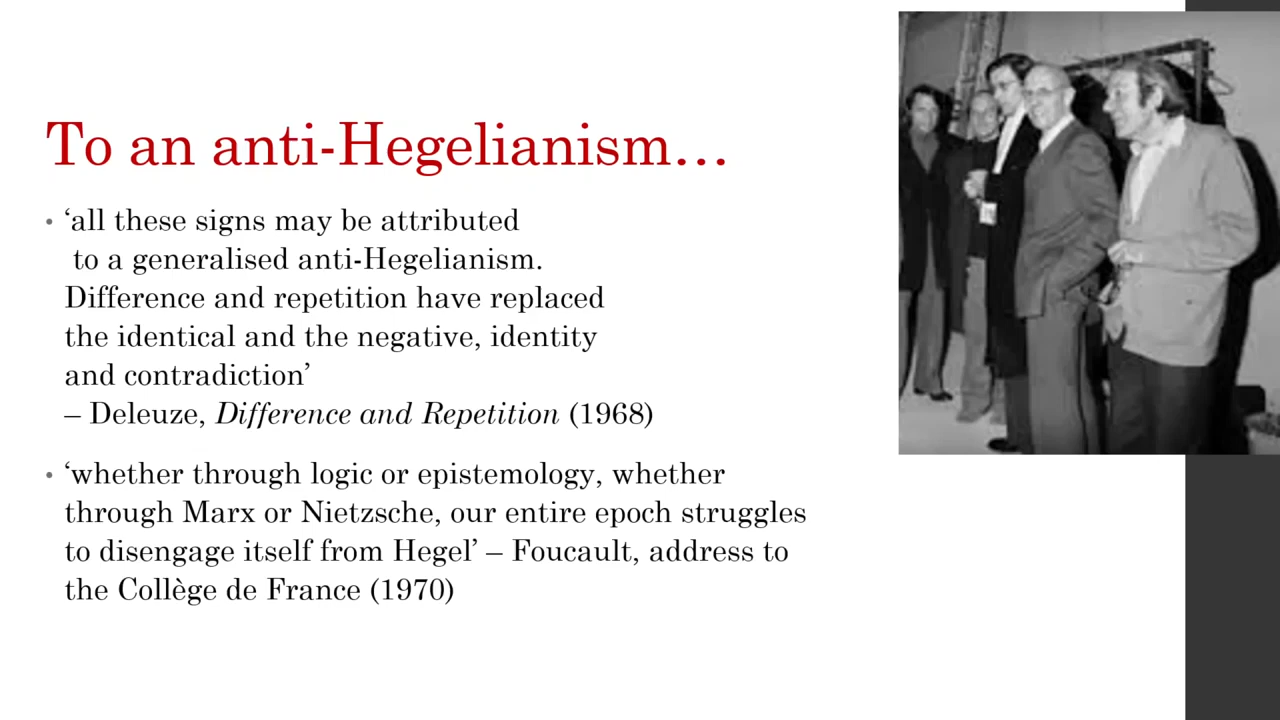 To an anti-Hegelianism…
• ‘all these signs may be attributed
to a generalised anti-Hegelianism.
Difference and repetition have replaced
the identical and the negative, identity
and contradiction’
– Deleuze, Difference and Repetition (1968)
• ‘whether through logic or epistemology, whether
through Marx or Nietzsche, our entire epoch struggles
to disengage itself from Hegel’ – Foucault, address to
the Collège de France (1970)